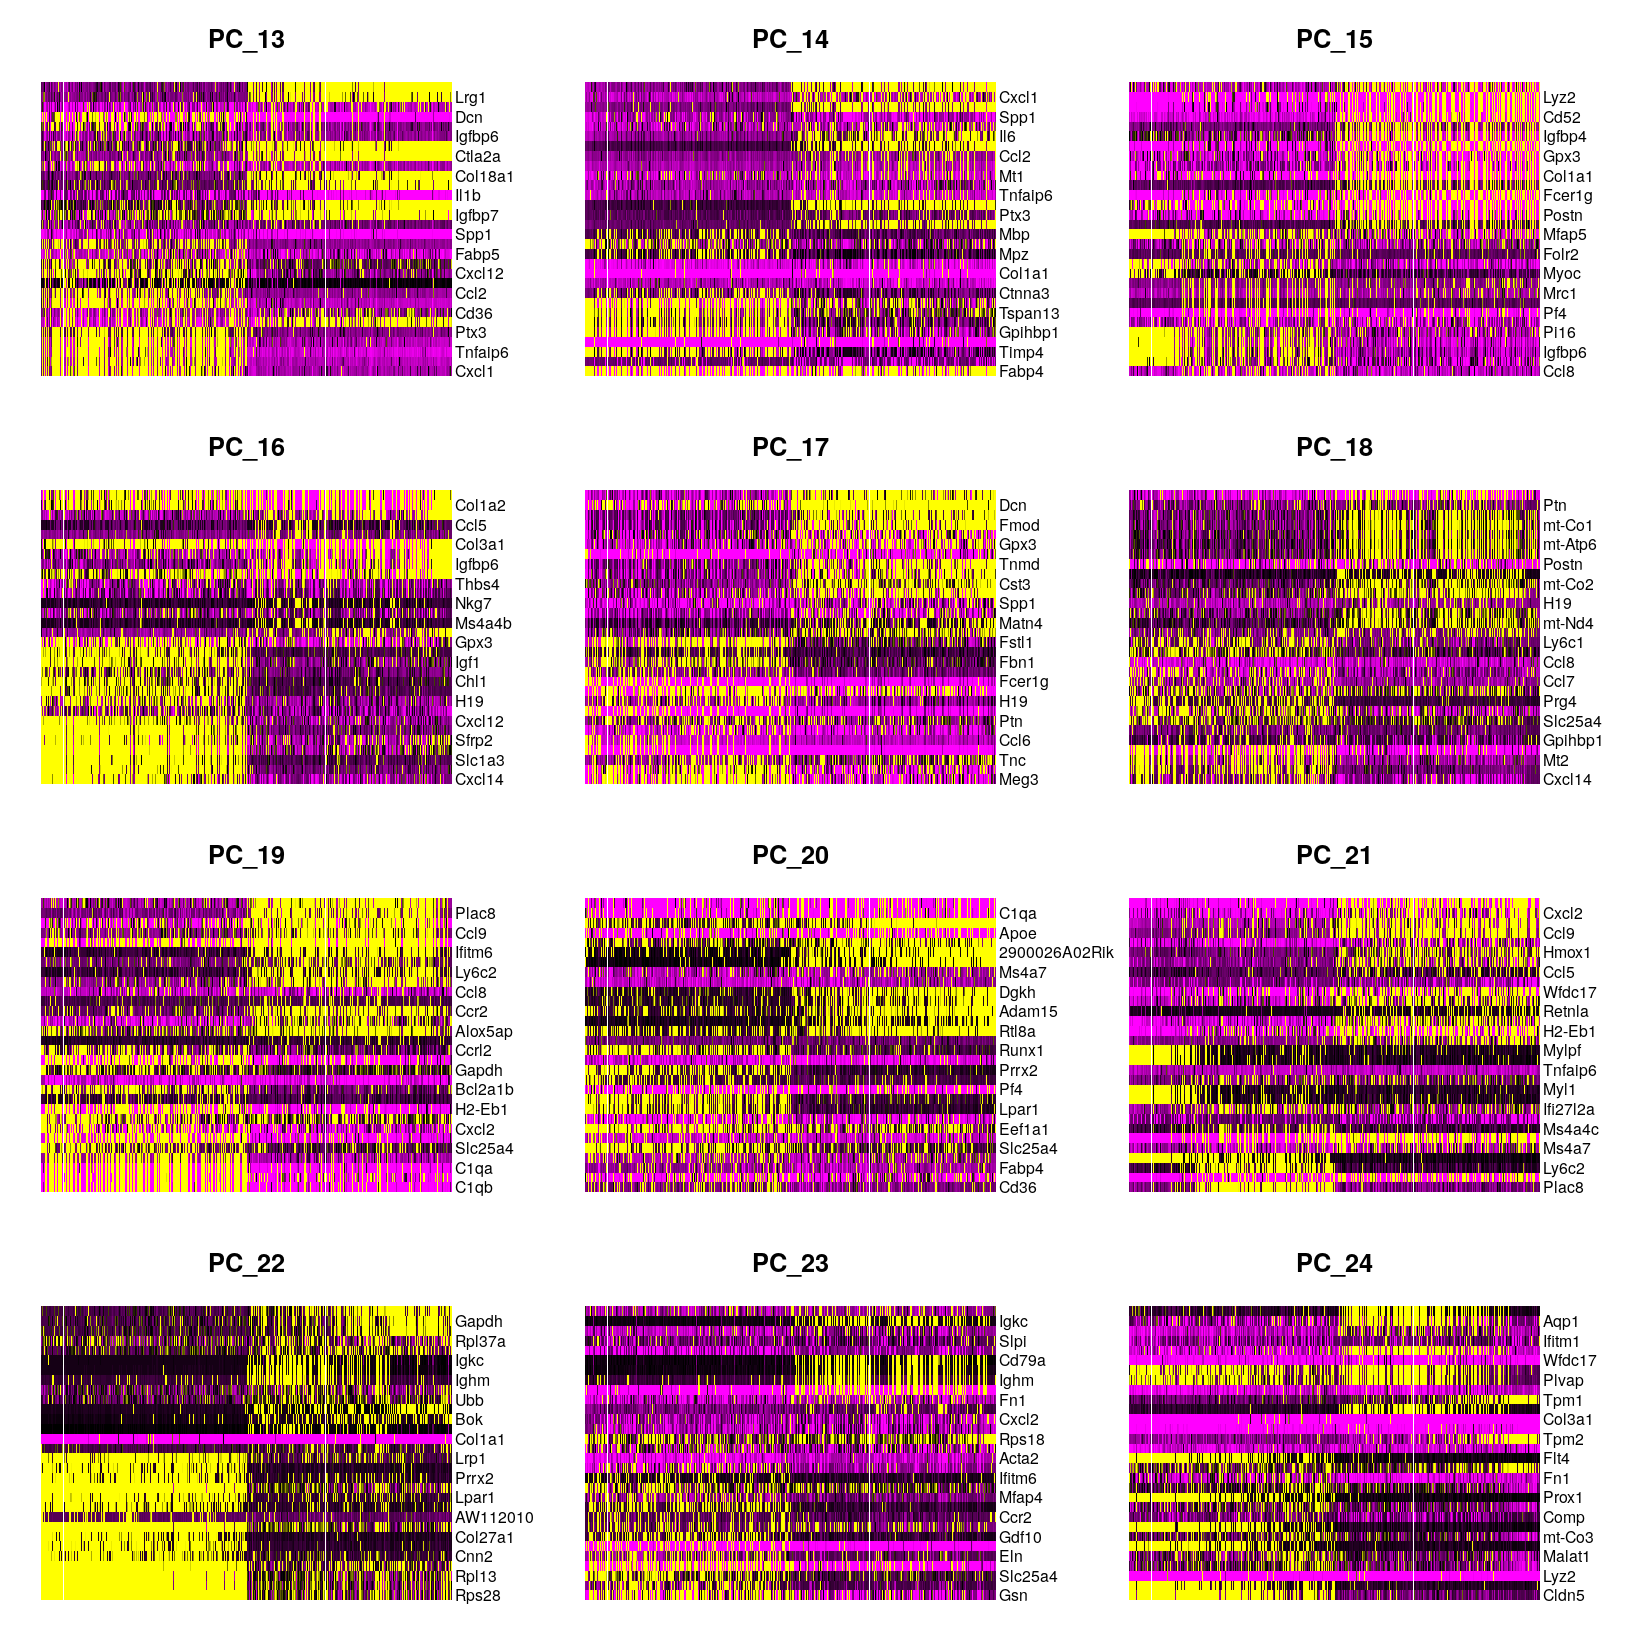 PC_13
Lrg1
Dcn
Igfbp6
Ctla2a
Col18a1
Il1b
Igfbp7
Spp1
Fabp5
Cxcl12
Ccl2
Cd36
Ptx3
Tnfaip6
Cxcl1
PC_14
Cxcl1
Spp1
Il6
Ccl2
Mt1
Tnfaip6
Ptx3
Mbp
Mpz
Col1a1
Ctnna3
Tspan13
Gpihbp1
Timp4
Fabp4
PC_15
Lyz2
Cd52
Igfbp4
Gpx3
Col1a1
Fcer1g
Postn
Mfap5
Folr2
Myoc
Mrc1
Pf4
Pi16
Igfbp6
Ccl8
PC_16
Col1a2
Ccl5
Col3a1
Igfbp6
Thbs4
Nkg7
Ms4a4b
Gpx3
Igf1
Chl1
H19
Cxcl12
Sfrp2
Slc1a3
Cxcl14
PC_17
Dcn
Fmod
Gpx3
Tnmd
Cst3
Spp1
Matn4
Fstl1
Fbn1
Fcer1g
H19
Ptn
Ccl6
Tnc
Meg3
PC_18
Ptn
mt-Co1
mt-Atp6
Postn
mt-Co2
H19
mt-Nd4
Ly6c1
Ccl8
Ccl7
Prg4
Slc25a4
Gpihbp1
Mt2
Cxcl14
PC_19
Plac8
Ccl9
Ifitm6
Ly6c2
Ccl8
Ccr2
Alox5ap
Ccrl2
Gapdh
Bcl2a1b
H2-Eb1
Cxcl2
Slc25a4
C1qa
C1qb
PC_20
C1qa
Apoe
2900026A02Rik
Ms4a7
Dgkh
Adam15
Rtl8a
Runx1
Prrx2
Pf4
Lpar1
Eef1a1
Slc25a4
Fabp4
Cd36
PC_21
Cxcl2
Ccl9
Hmox1
Ccl5
Wfdc17
Retnla
H2-Eb1
Mylpf
Tnfaip6
Myl1
Ifi27l2a
Ms4a4c
Ms4a7
Ly6c2
Plac8
PC_22
Gapdh
Rpl37a
Igkc
Ighm
Ubb
Bok
Col1a1
Lrp1
Prrx2
Lpar1
AW112010
Col27a1
Cnn2
Rpl13
Rps28
PC_23
Igkc
Slpi
Cd79a
Ighm
Fn1
Cxcl2
Rps18
Acta2
Ifitm6
Mfap4
Ccr2
Gdf10
Eln
Slc25a4
Gsn
PC_24
Aqp1
Ifitm1
Wfdc17
Plvap
Tpm1
Col3a1
Tpm2
Flt4
Fn1
Prox1
Comp
mt-Co3
Malat1
Lyz2
Cldn5